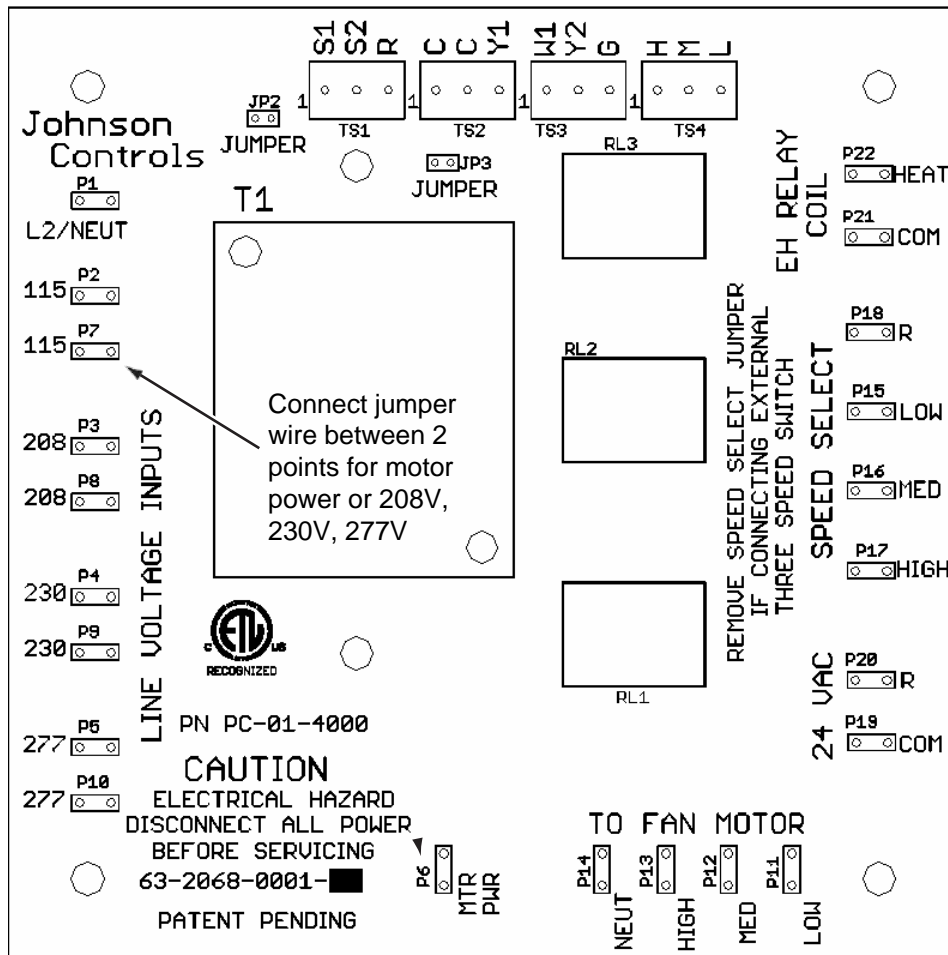 S1 S2 R C C Y1 W1 Y2 G H M L
1 1 1 1
TS1 TS2 TS3 TS4
JP2
JUMPER
JP3
JUMPER
Johnson
Controls
P1
L2/NEUT
P2
115
P7
115
P3
208
P8
208
P4
230
P9
230
P5
277
P10
277
LINE VOLTAGE INPUTS
T1
Connect jumper
wire between 2
points for motor
power or 208V,
230V, 277V
RL3
RL2
RL1
REMOVE SPEED SELECT JUMPER
IF CONNECTING EXTERNAL
THREE SPEED SWITCH
EH RELAY
COIL
P22
HEAT
P21
COM
SPEED SELECT
P18
R
P15
LOW
P16
MED
P17
HIGH
24 VAC
P20
R
P19
COM
C ETL US
RECOGNIZED
PN PC-01-4000
CAUTION
ELECTRICAL HAZARD
DISCONNECT ALL POWER
BEFORE SERVICING
63-2068-0001-
PATENT PENDING
P6
MTR
PWR
TO FAN MOTOR
P14 P13 P12 P11
NEUT HIGH MED LOW